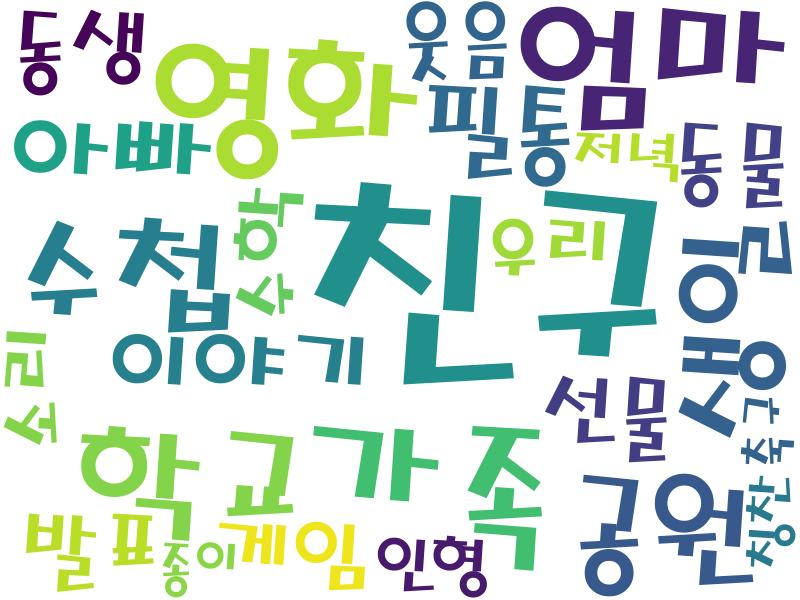 동생
영화
웃음
엄마
아빠
필통
저녁
동물
수첩
수학
친구
우리
생일
이야기
소리
선물
축구
학교
가족
공원
칭찬
발표
종이
게임
인형